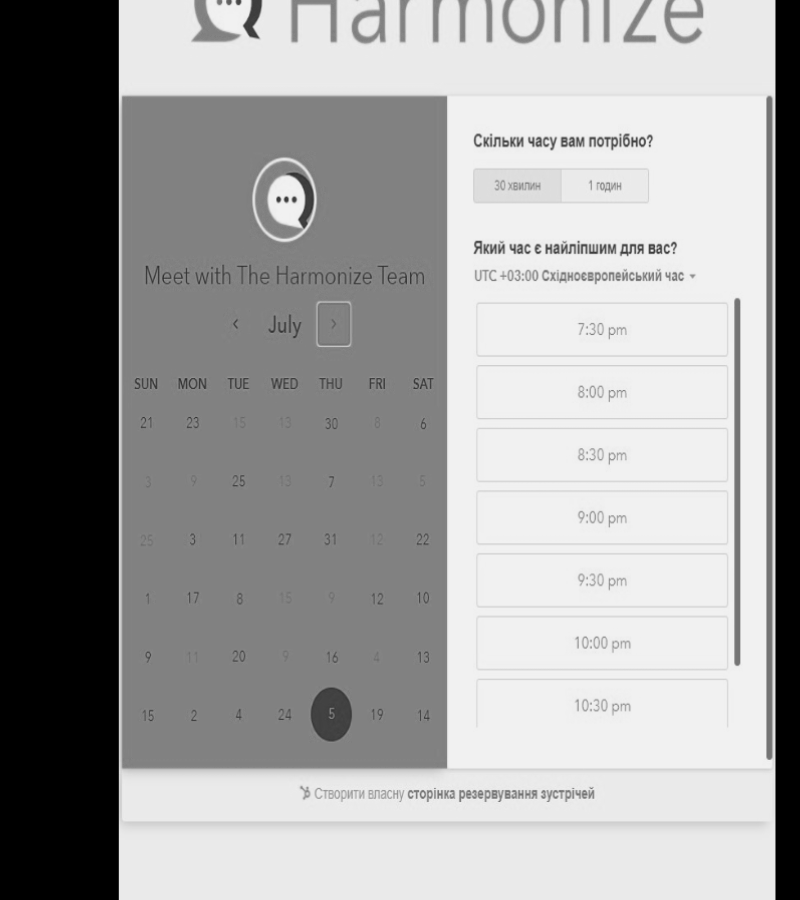 Harmonize
Meet with The Harmonize Team
July
SUN MON TUE WED THU FRI SAT
21 23 15 13 30 8 6
3 9 25 13 7 13 5
25 3 11 27 31 12 22
1 17 8 15 9 12 10
9 11 20 9 16 4 13
15 2 4 24 5 19 14
Скільки часу вам потрібно?
30 хвилин 1 годин
Який час є найліпшим для вас?
UTC +03:00 Східноєвропейський час
7:30 pm
8:00 pm
8:30 pm
9:00 pm
9:30 pm
10:00 pm
10:30 pm
Створити власну сторінка резервування зустрічей